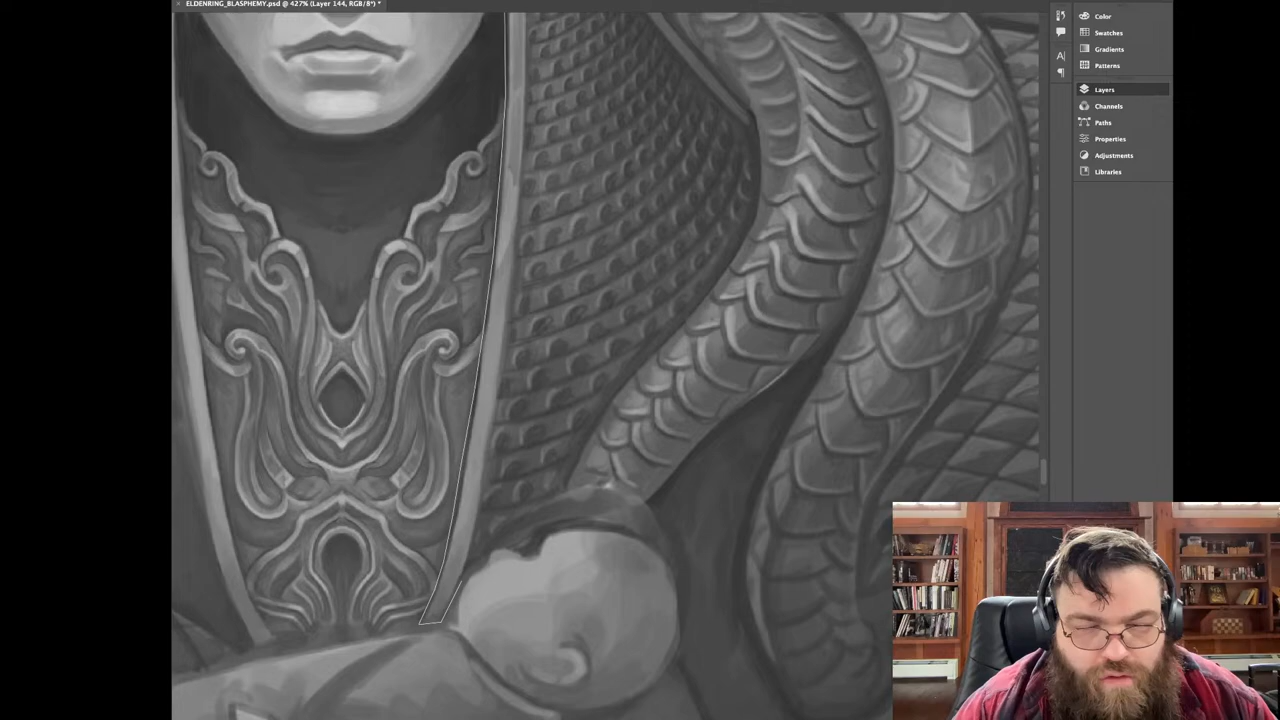 ELDENRING_BLASPHEMY.psd @ 427% (Layer 144, RGB/8*) *
Color
Swatches
Gradients
Patterns
Layers
Channels
Paths
Properties
Adjustments
Libraries